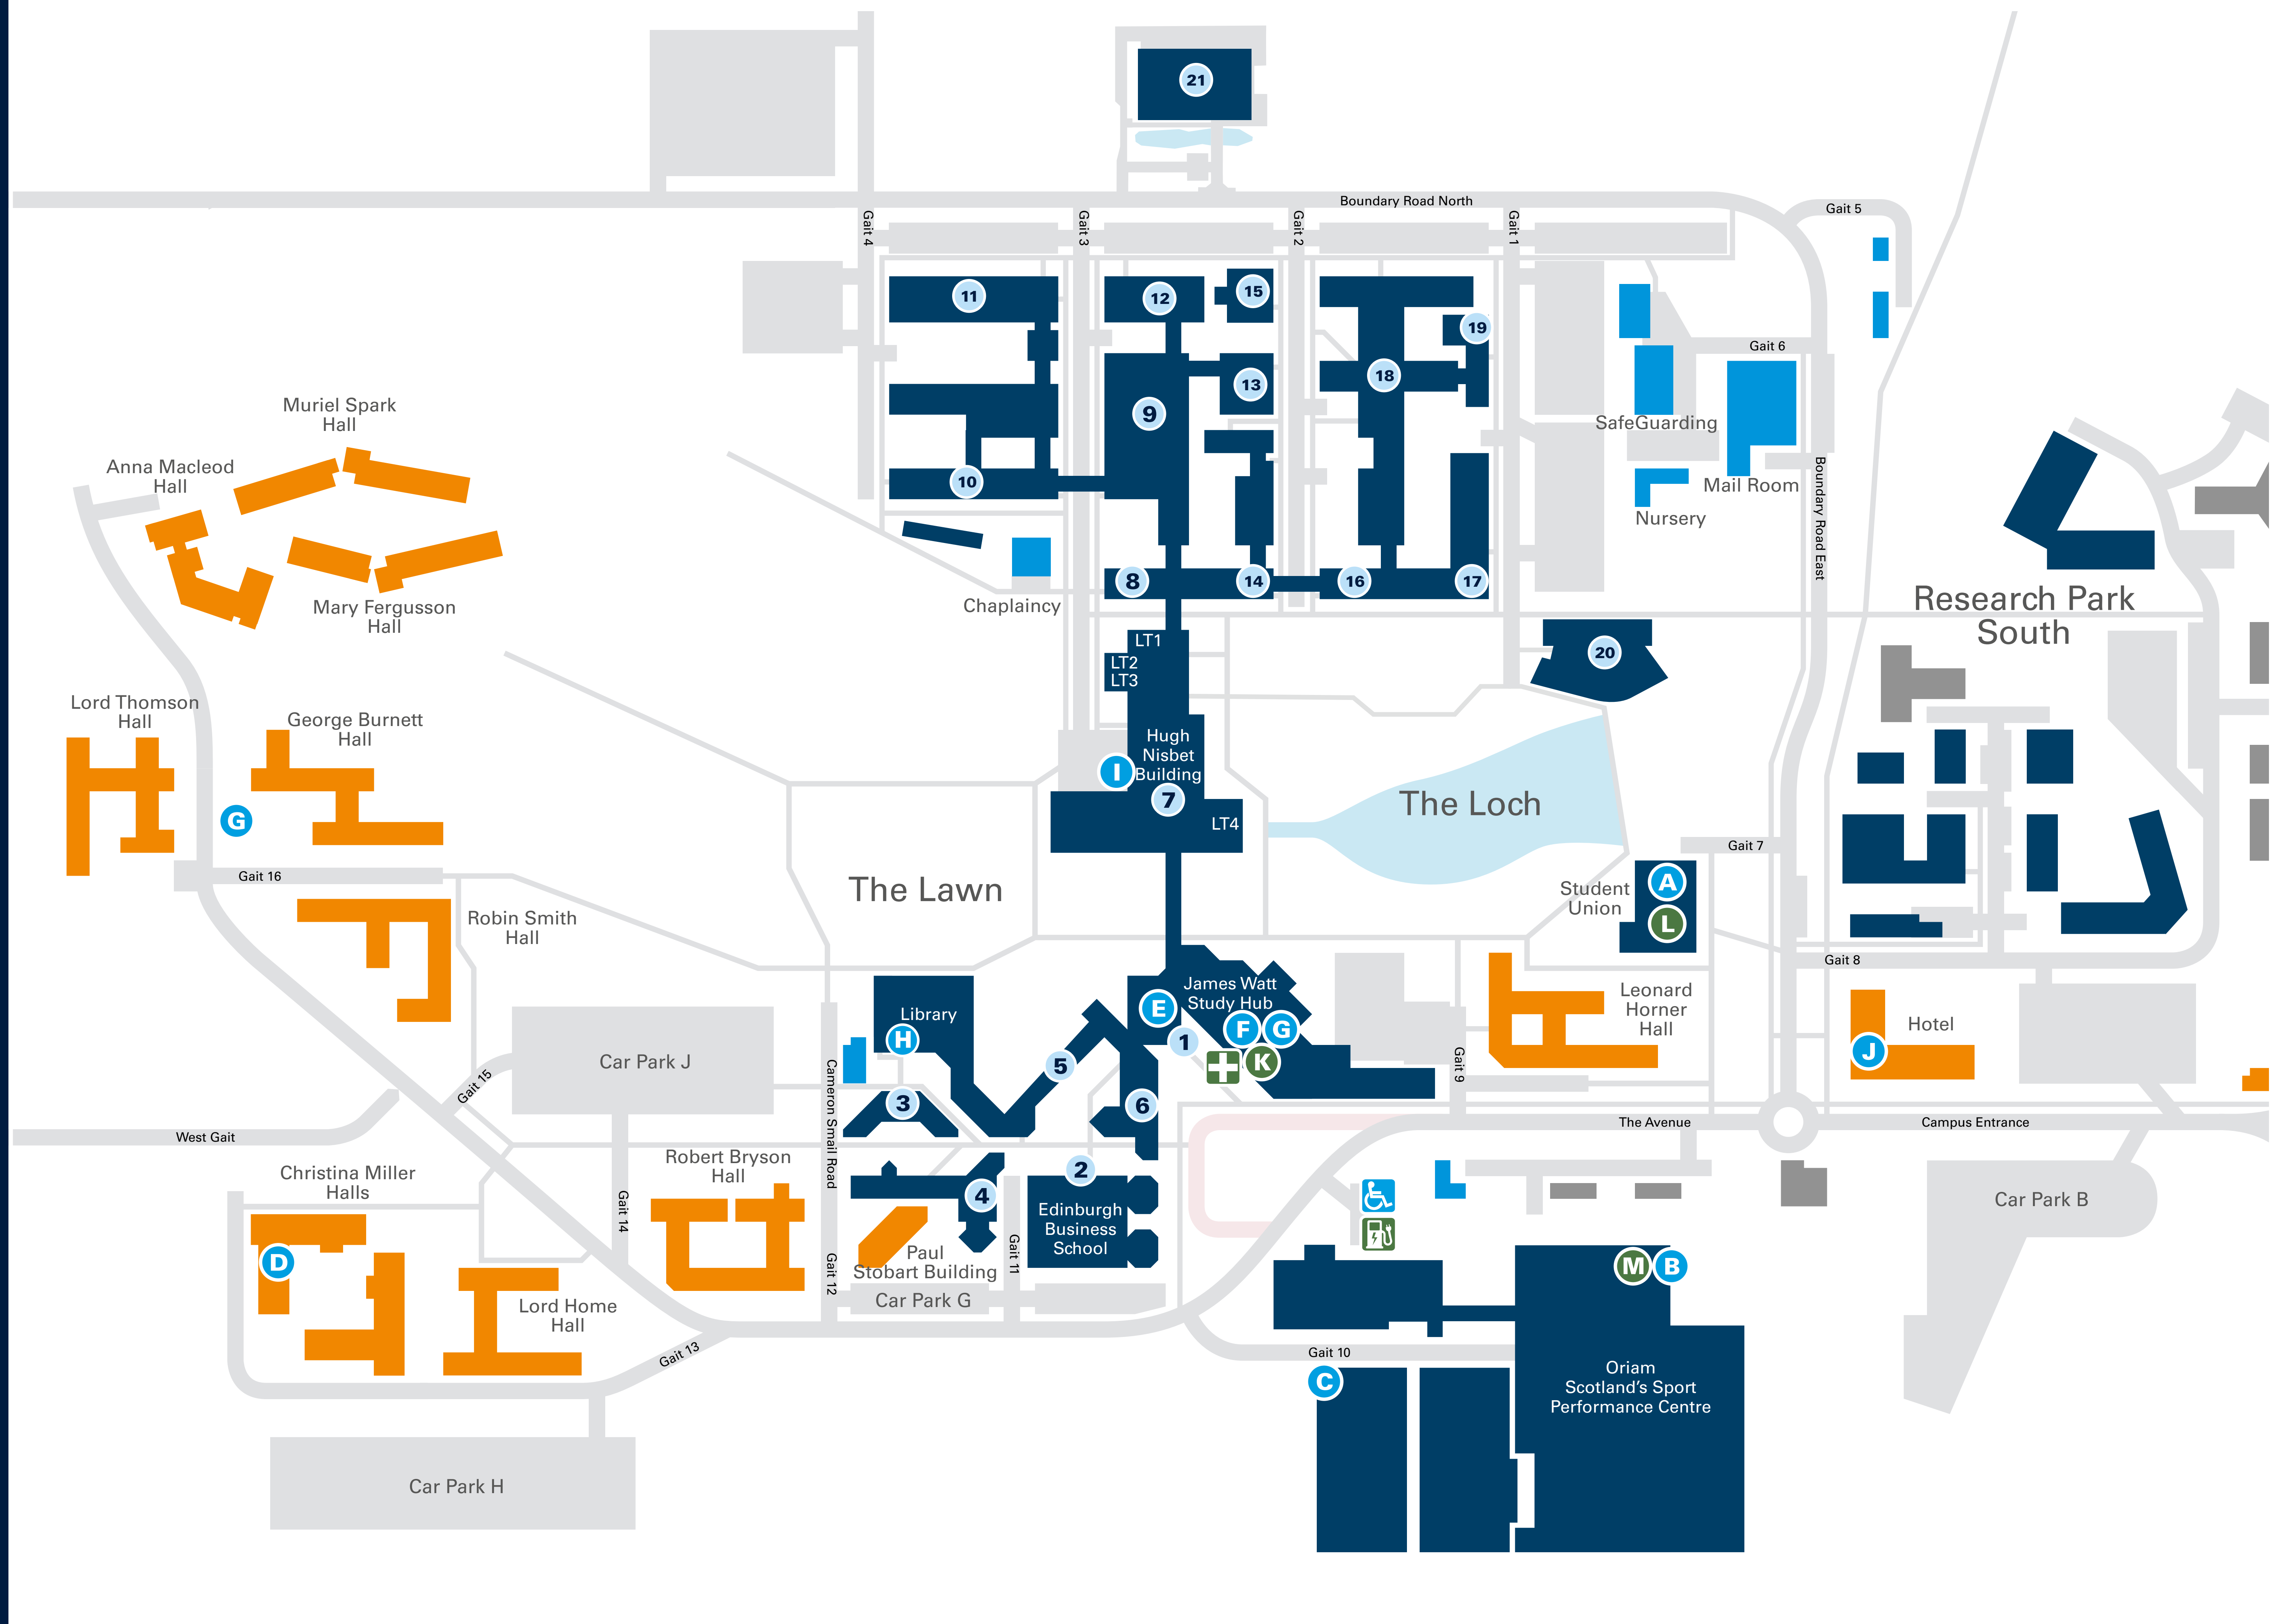 21
Boundary Road North
Gait 4
Gait 3
Gait 2
Gait 1
Gait 5
11
12
15
19
Gait 6
18
13
9
SafeGuarding
Muriel Spark
Hall
Anna Macleod
Hall
10
Mail Room
Nursery
Boundary Road East
8
14
16
17
Chaplaincy
Mary Fergusson
Hall
Research Park
South
LT1
LT2
LT3
20
Lord Thomson
Hall
George Burnett
Hall
Hugh
Nisbet
Building
I
7
LT4
The Loch
G
Gait 7
Gait 16
The Lawn
Student
Union
A
L
Robin Smith
Hall
Gait 8
James Watt
Study Hub
E
F
G
1
K
Library
H
5
Leonard
Horner
Hall
Hotel
J
Car Park J
Gait 15
Cameron Smail Road
3
6
Gait 9
West Gait
The Avenue
Campus Entrance
Christina Miller
Halls
Robert Bryson
Hall
2
4
Edinburgh
Business
School
Car Park B
Gait 14
D
Gait 12
Paul
Stobart Building
Gait 11
Car Park G
M
B
Lord Home
Hall
Gait 13
Gait 10
C
Oriam
Scotland's Sport
Performance Centre
Car Park H